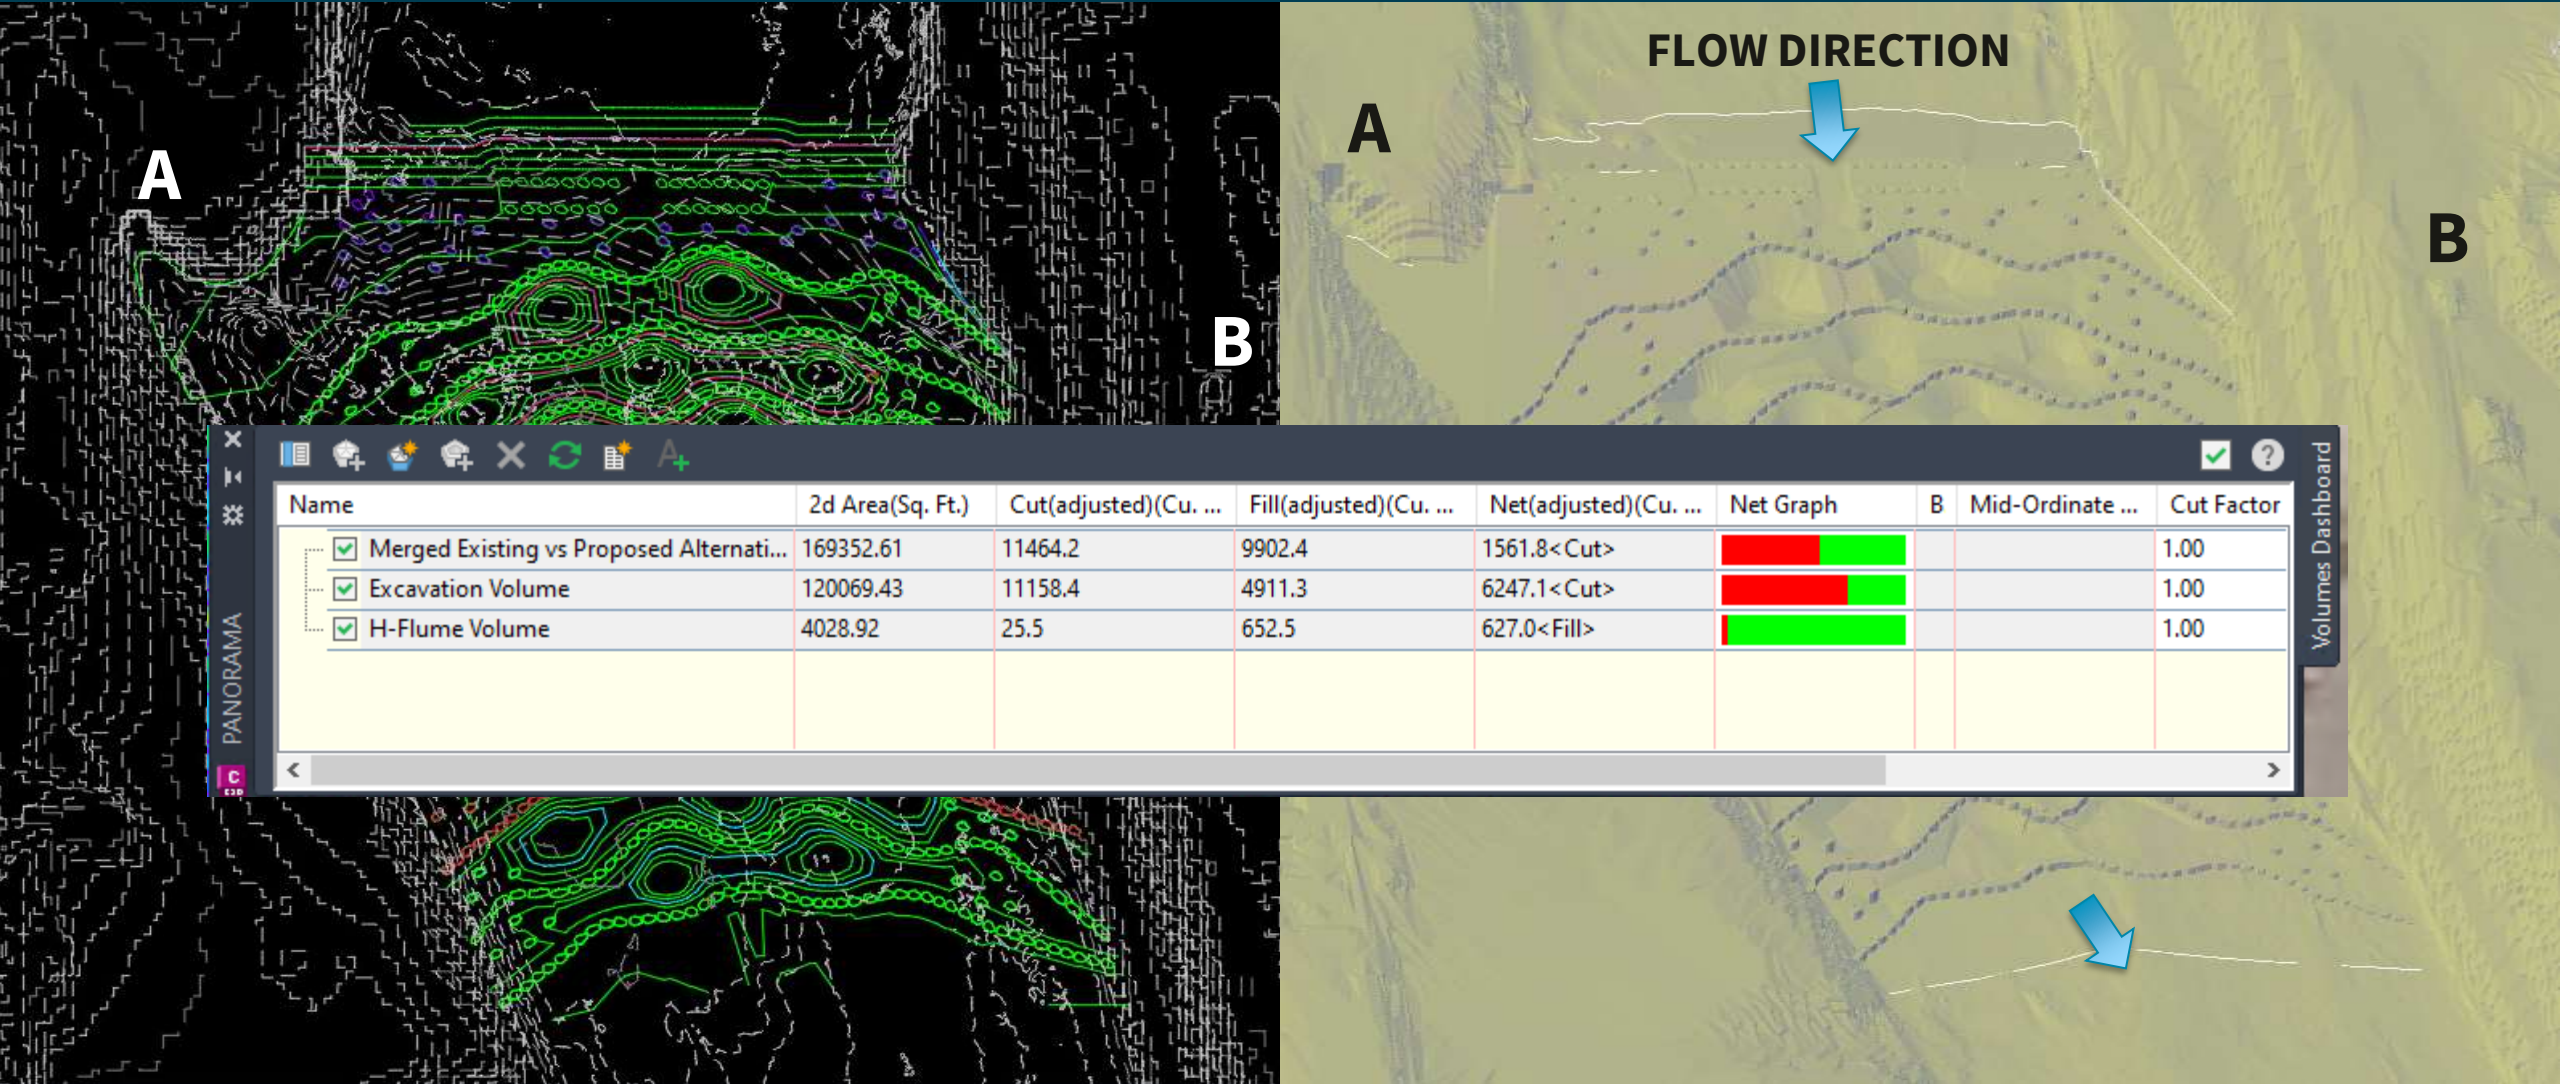 FLOW DIRECTION
A
A
B
B
Name 2d Area(Sq. Ft.) Cut(adjusted)(Cu. ... Fill(adjusted)(Cu. ... Net(adjusted)(Cu. ... Net Graph B Mid-Ordinate ... Cut Factor
Merged Existing vs Proposed Alternati... 169352.61 11464.2 9902.4 1561.8<Cut> 1.00
Excavation Volume 120069.43 11158.4 4911.3 6247.1<Cut> 1.00
H-Flume Volume 4028.92 25.5 652.5 627.0<Fill> 1.00
PANORAMA
Volumes Dashboard
C
C3D